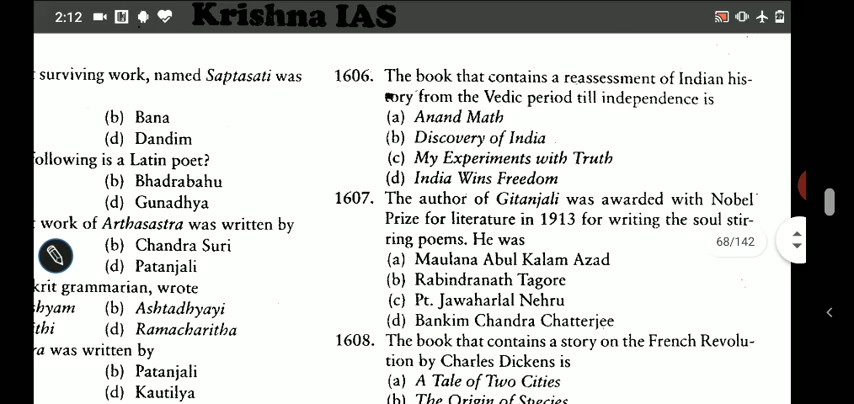 2:12
Krishna IAS
surviving work, named Saptasati was
(b) Bana
(d) Dandim
ollowing is a Latin poet?
(b) Bhadrabahu
(d) Gunadhya
work of Arthasastra was written by
(b) Chandra Suri
(d) Patanjali
krit grammarian, wrote
hyam (b) Ashtadhyayi
thi (d) Ramacharitha
ra was written by
(b) Patanjali
(d) Kautilya
1606. The book that contains a reassessment of Indian his-
tory from the Vedic period till independence is
(a) Anand Math
(b) Discovery of India
(c) My Experiments with Truth
(d) India Wins Freedom
1607. The author of Gitanjali was awarded with Nobel
Prize for literature in 1913 for writing the soul stir-
ring poems. He was
(a) Maulana Abul Kalam Azad
(b) Rabindranath Tagore
(c) Pt. Jawaharlal Nehru
(d) Bankim Chandra Chatterjee
1608. The book that contains a story on the French Revolu-
tion by Charles Dickens is
(a) A Tale of Two Cities
(b) The Origin of Species
68/142